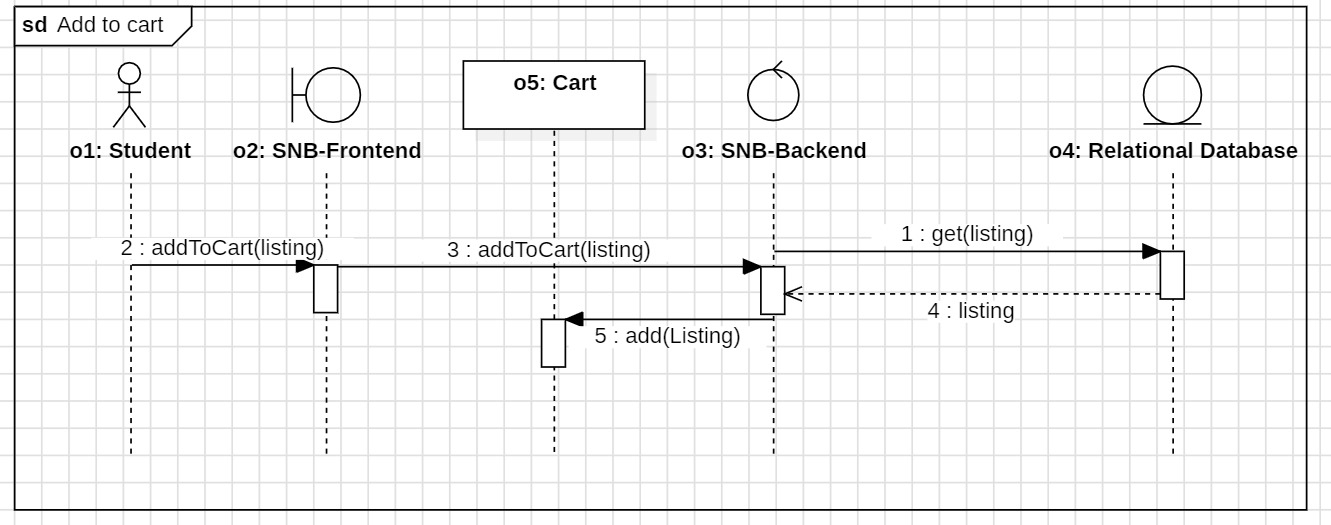 sd Add to cart
o1: Student
o2: SNB-Frontend
o5: Cart
o3: SNB-Backend
o4: Relational Database
1 : get(listing)
2 : addToCart(listing)
3 : addToCart(listing)
4 : listing
5 : add(Listing)